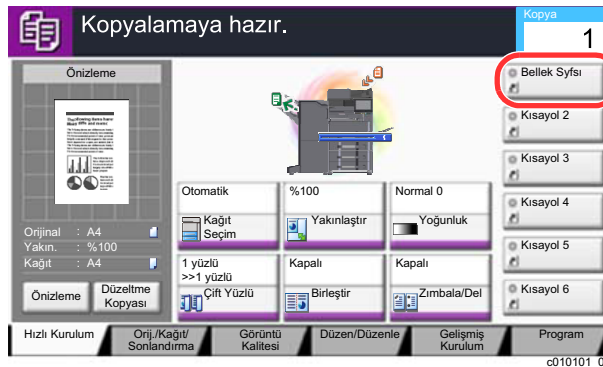 Kopyalamaya hazır.
Kopya
1
Önizleme
Orijinal : A4
Yakın. : %100
Kağıt : A4
Önizleme
Düzeltme
Kopyası
Otomatik
Kağıt
Seçim
%100
Yakınlaştır
Normal 0
Yoğunluk
1 yüzlü
>>1 yüzlü
Çift Yüzlü
Kapalı
Birleştir
Kapalı
Zımbala/Del
Bellek Syfsı
Kısayol 2
Kısayol 3
Kısayol 4
Kısayol 5
Kısayol 6
Hızlı Kurulum
Orij./Kağıt/
Sonlandırma
Görüntü
Kalitesi
Düzen/Düzenle
Gelişmiş
Kurulum
Program